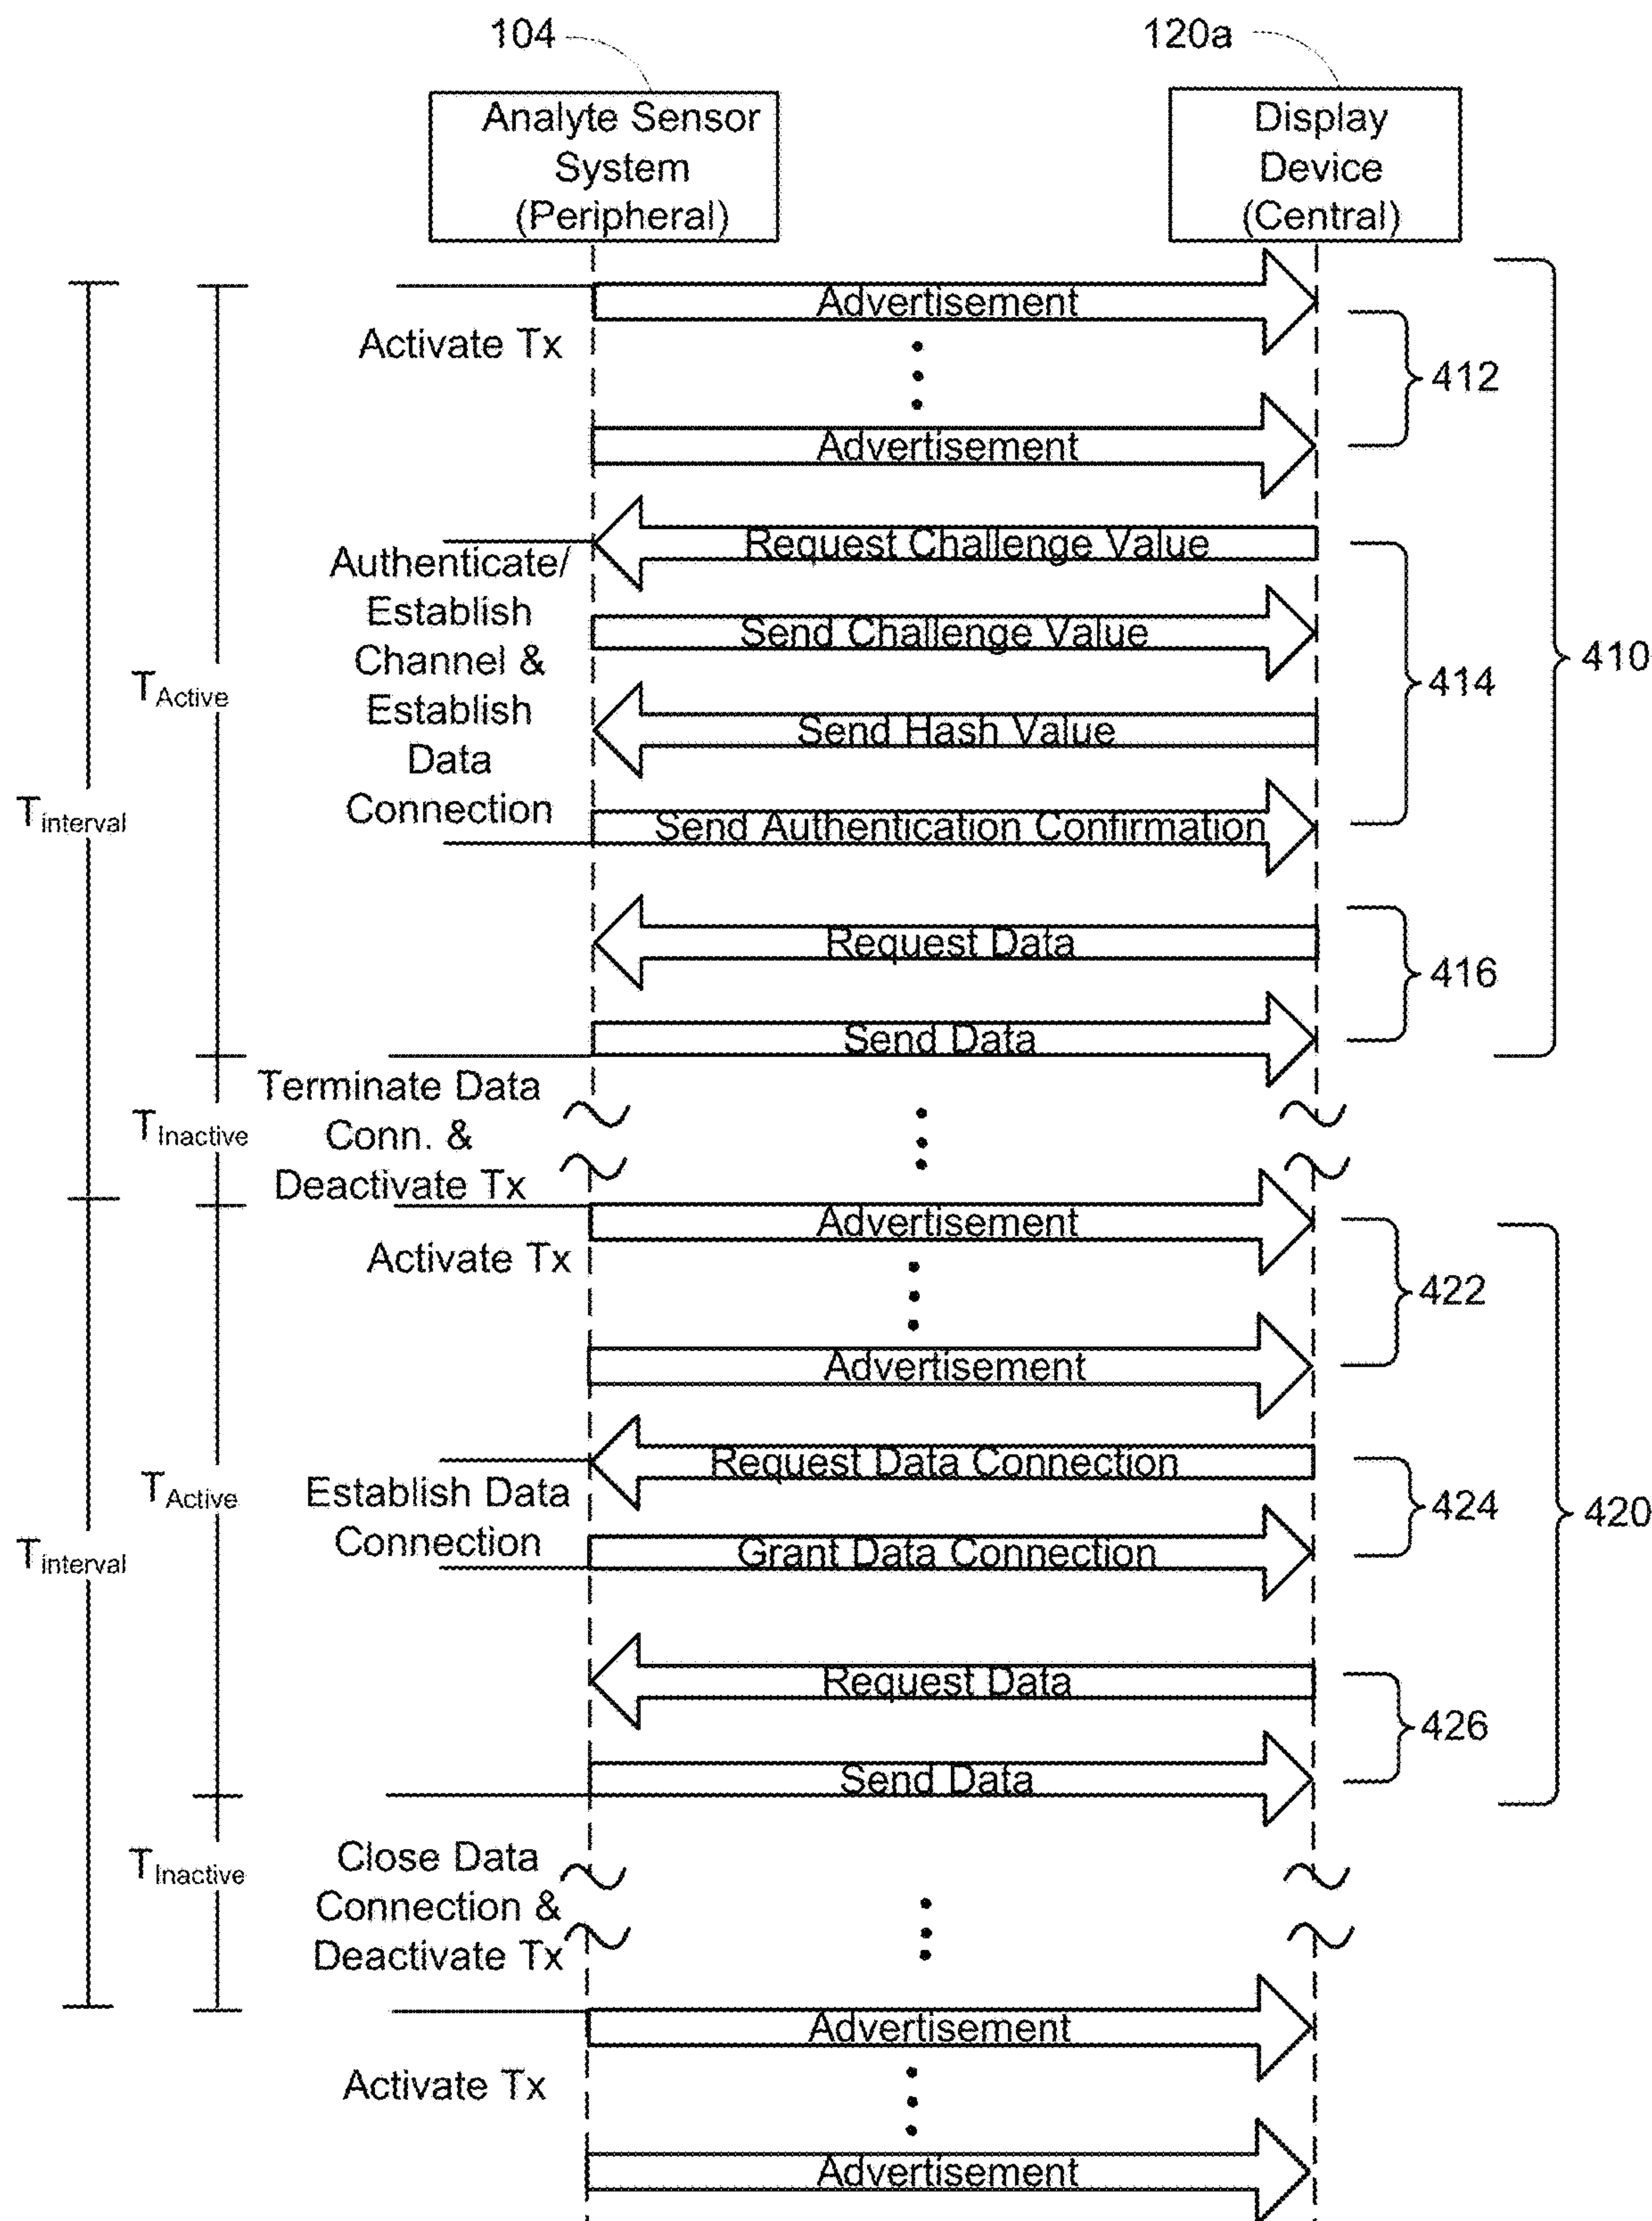 104
120a
Analyte Sensor
System
(Peripheral)
Display
Device
(Central)
Advertisement
Activate Tx
412
Advertisement
Request Challenge Value
Authenticate/
Establish
Channel &
Establish
Data
Connection
Send Challenge Value
410
414
TActive
Send Hash Value
Tinterval
Send Authentication Confirmation
Request Data
416
Send Data
Terminate Data
Conn. &
Deactivate Tx
TInactive
Advertisement
Activate Tx
422
Advertisement
Request Data Connection
TActive
Establish Data
Connection
424
420
Grant Data Connection
Tinterval
Request Data
426
Send Data
Close Data
Connection &
Deactivate Tx
TInactive
Advertisement
Activate Tx
Advertisement